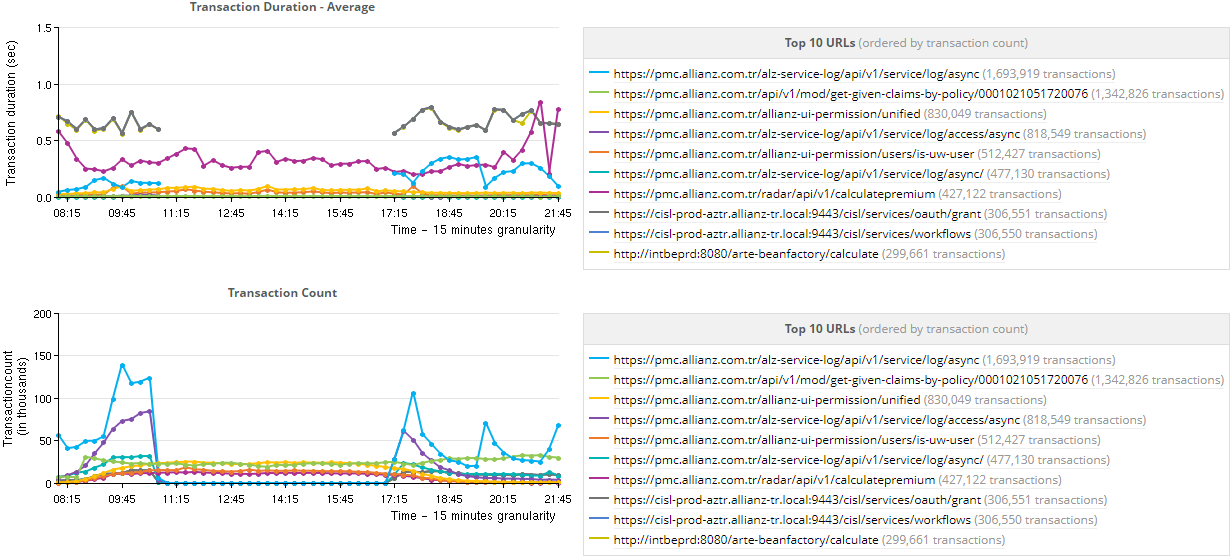 Transaction Duration - Average
Transaction duration (sec)
1.5
1.0
0.5
0.0
08:15 09:45 11:15 12:45 14:15 15:45 17:15 18:45 20:15 21:45
Time - 15 minutes granularity
Top 10 URLs (ordered by transaction count)
https://pmc.allianz.com.tr/alz-service-log/api/v1/service/log/async (1,693,919 transactions)
https://pmc.allianz.com.tr/api/v1/mod/get-given-claims-by-policy/0001021051720076 (1,342,826 transactions)
https://pmc.allianz.com.tr/allianz-ui-permission/unified (830,049 transactions)
https://pmc.allianz.com.tr/alz-service-log/api/v1/service/log/access/async (818,549 transactions)
https://pmc.allianz.com.tr/allianz-ui-permission/users/is-uw-user (512,427 transactions)
https://pmc.allianz.com.tr/alz-service-log/api/v1/service/log/async/ (477,130 transactions)
https://pmc.allianz.com.tr/radar/api/v1/calculatepremium (427,122 transactions)
https://cisl-prod-aztr.allianz-tr.local:9443/cisl/services/oauth/grant (306,551 transactions)
https://cisl-prod-aztr.allianz-tr.local:9443/cisl/services/workflows (306,550 transactions)
http://intbeprd:8080/arte-beanfactory/calculate (299,661 transactions)
Transaction Count
Transactioncount
(in thousands)
200
150
100
50
0
08:15 09:45 11:15 12:45 14:15 15:45 17:15 18:45 20:15 21:45
Time - 15 minutes granularity
Top 10 URLs (ordered by transaction count)
https://pmc.allianz.com.tr/alz-service-log/api/v1/service/log/async (1,693,919 transactions)
https://pmc.allianz.com.tr/api/v1/mod/get-given-claims-by-policy/0001021051720076 (1,342,826 transactions)
https://pmc.allianz.com.tr/allianz-ui-permission/unified (830,049 transactions)
https://pmc.allianz.com.tr/alz-service-log/api/v1/service/log/access/async (818,549 transactions)
https://pmc.allianz.com.tr/allianz-ui-permission/users/is-uw-user (512,427 transactions)
https://pmc.allianz.com.tr/alz-service-log/api/v1/service/log/async/ (477,130 transactions)
https://pmc.allianz.com.tr/radar/api/v1/calculatepremium (427,122 transactions)
https://cisl-prod-aztr.allianz-tr.local:9443/cisl/services/oauth/grant (306,551 transactions)
https://cisl-prod-aztr.allianz-tr.local:9443/cisl/services/workflows (306,550 transactions)
http://intbeprd:8080/arte-beanfactory/calculate (299,661 transactions)